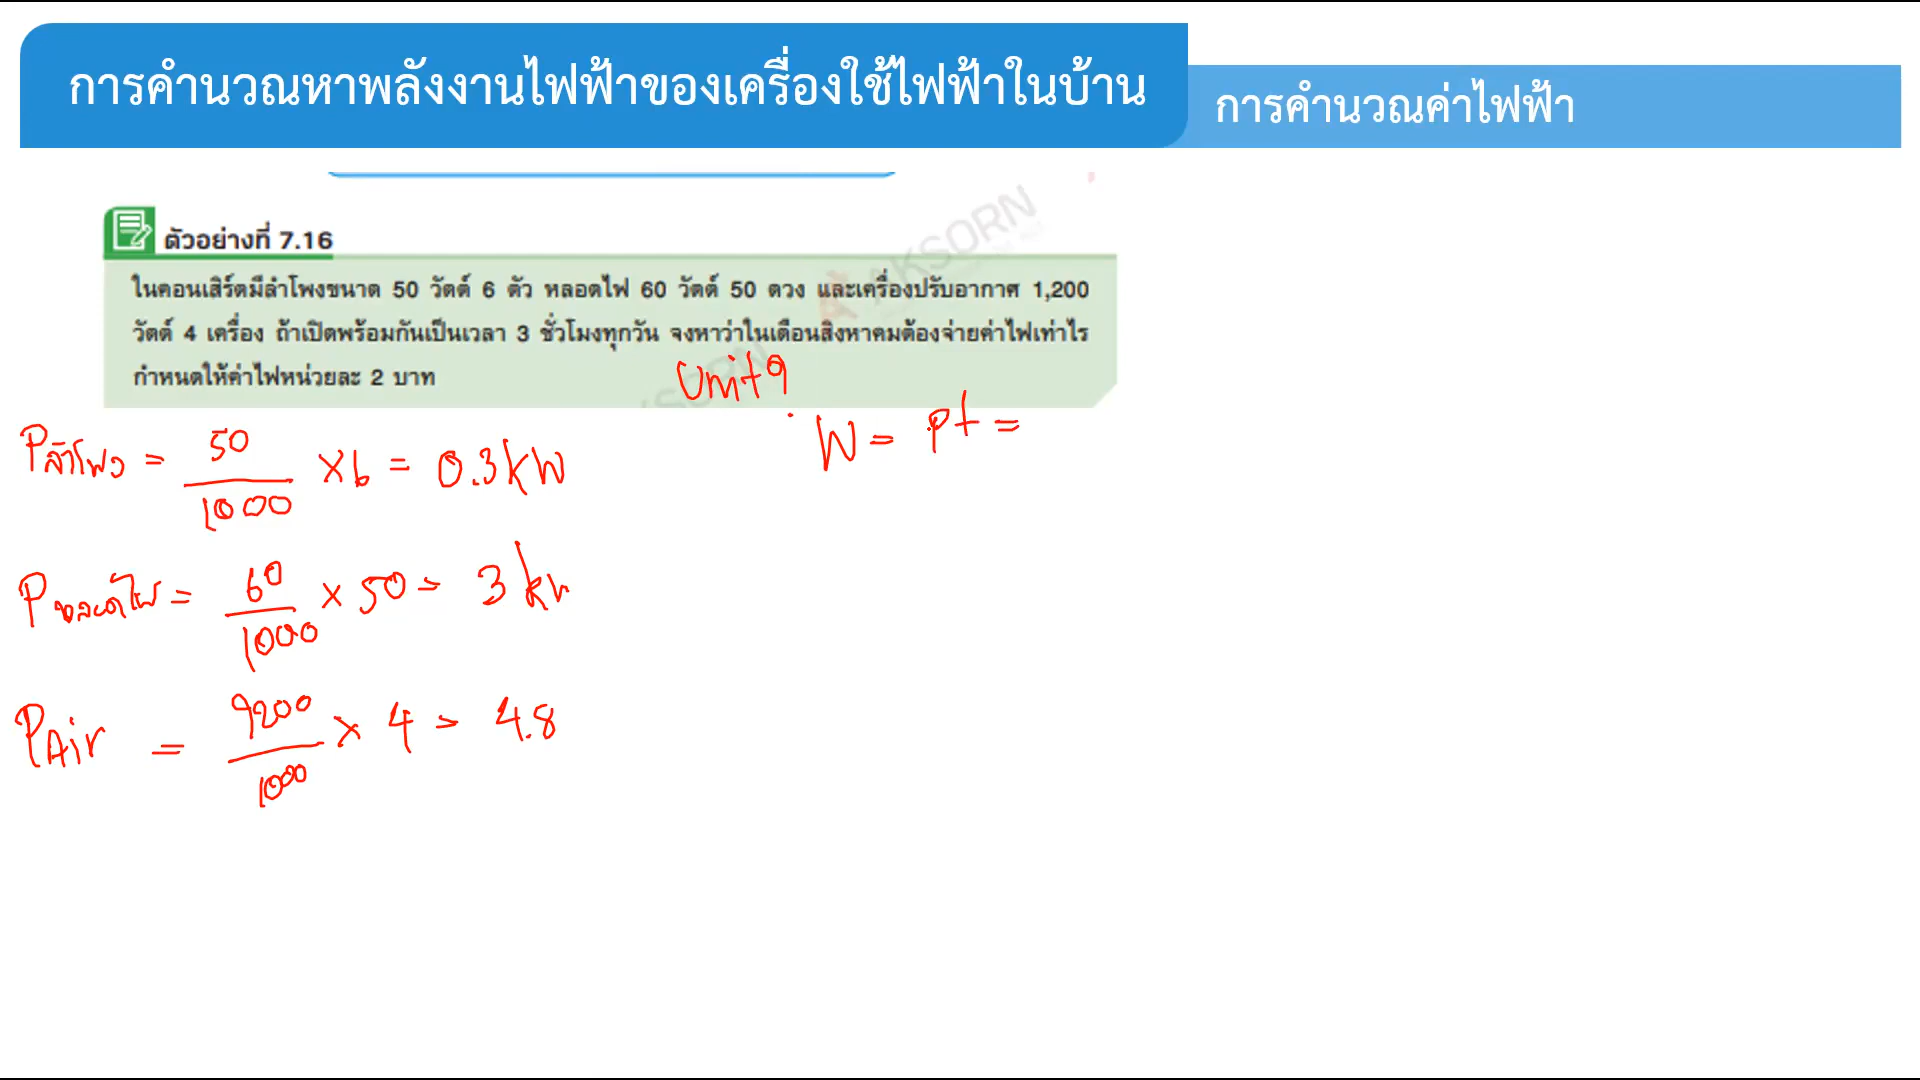 การคำนวณหาพลังงานไฟฟ้าของเครื่องใช้ไฟฟ้าในบ้าน
การคำนวณค่าไฟฟ้า
AKSORN
ตัวอย่างที่ 7.16
ในคอนเสิร์ตมีลำโพงขนาด 50 วัตต์ 6 ตัว หลอดไฟ 60 วัตต์ 50 ดวง และเครื่องปรับอากาศ 1,200
วัตต์ 4 เครื่อง ถ้าเปิดพร้อมกันเป็นเวลา 3 ชั่วโมงทุกวัน จงหาว่าในเดือนสิงหาคมต้องจ่ายค่าไฟเท่าไร
กำหนดให้ค่าไฟหน่วยละ 2 บาท
Unit?
W = Pt =
Pลำโพง = 50/1000 × 6 = 0.3 kW
Pหลอดไฟ = 60/1000 × 50 = 3 kW
PAir = 1200/1000 × 4 = 4.8